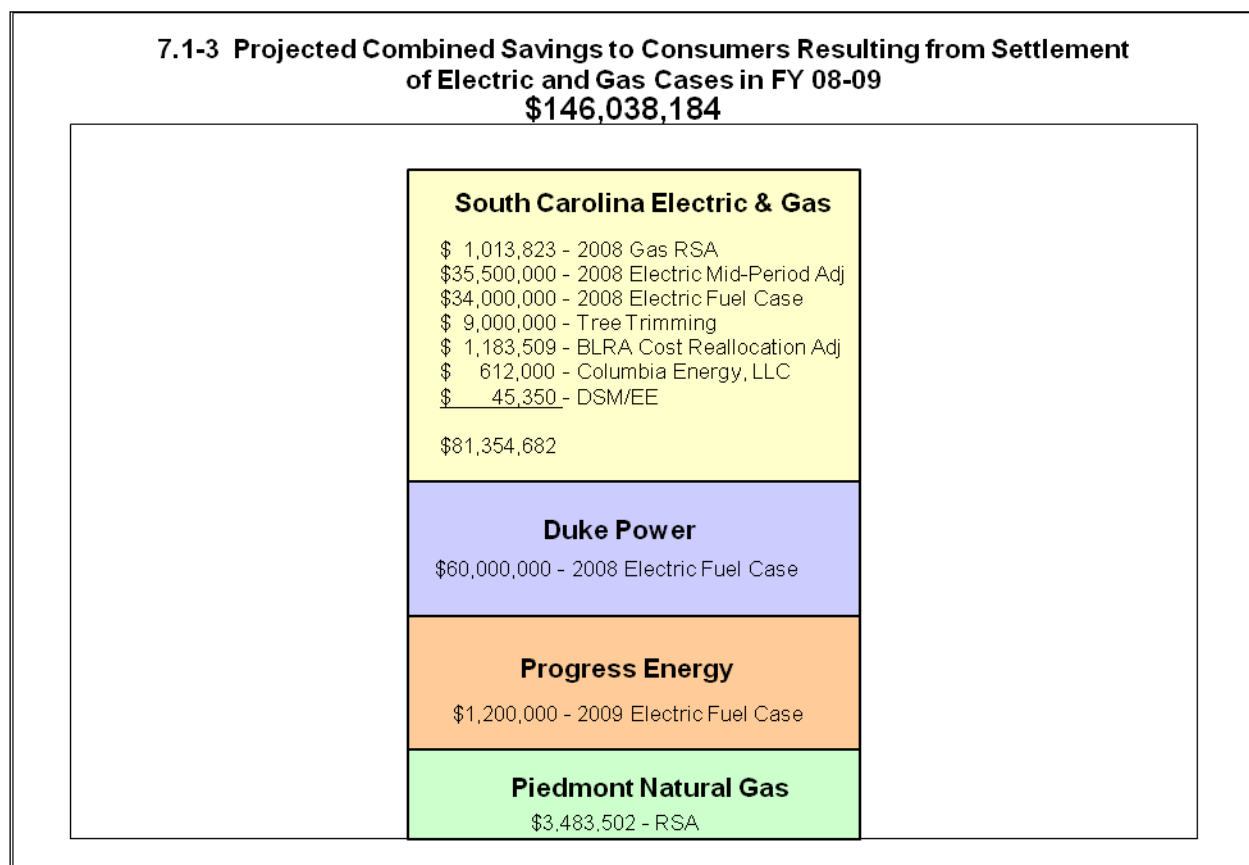 7.1-3 Projected Combined Savings to Consumers Resulting from Settlement
of Electric and Gas Cases in FY 08-09
$146,038,184
South Carolina Electric & Gas
$ 1,013,823 - 2008 Gas RSA
$35,500,000 - 2008 Electric Mid-Period Adj
$34,000,000 - 2008 Electric Fuel Case
$ 9,000,000 - Tree Trimming
$ 1,183,509 - BLRA Cost Reallocation Adj
$ 612,000 - Columbia Energy, LLC
$ 45,350 - DSM/EE
$81,354,682
Duke Power
$60,000,000 - 2008 Electric Fuel Case
Progress Energy
$1,200,000 - 2009 Electric Fuel Case
Piedmont Natural Gas
$3,483,502 - RSA